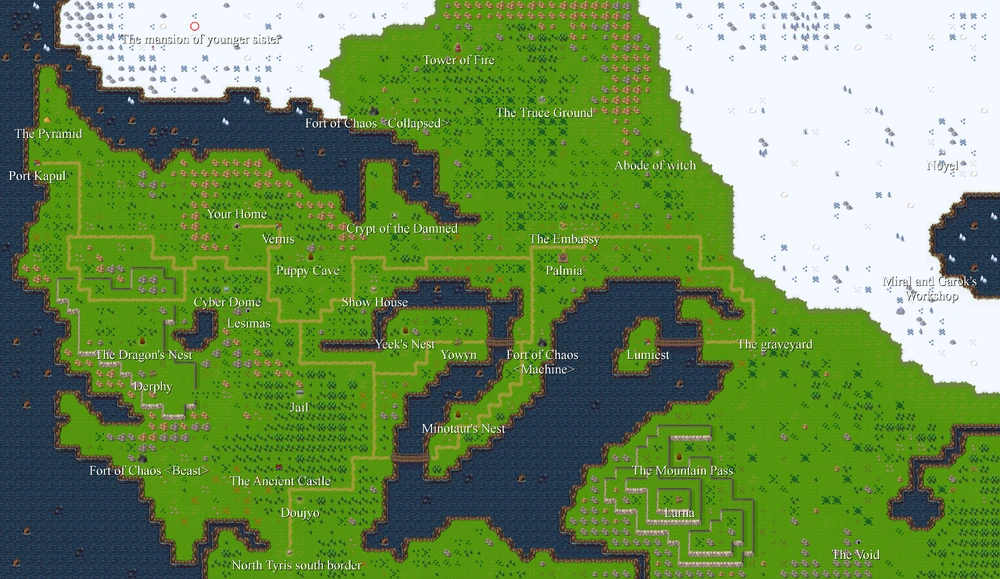 The mansion of younger sister
Tower of Fire
The Truce Ground
Fort of Chaos <Collapsed>
The Pyramid
Abode of witch
Noyel
Port Kapul
Your Home
Crypt of the Damned
Vernis
The Embassy
Puppy Cave
Palmia
Miral and Garok's
Workshop
Cyber Dome
Show House
Lesimas
Yeek's Nest
The graveyard
The Dragon's Nest
Yowyn
Fort of Chaos
<Machine>
Lumiest
Derphy
Jail
Minotaur's Nest
Fort of Chaos <Beast>
The Mountain Pass
The Ancient Castle
Doujyo
Larna
The Void
North Tyris south border